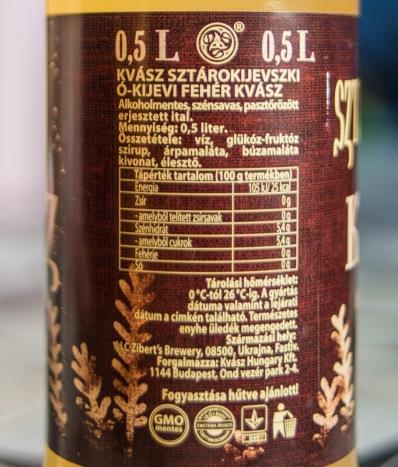 0,5 L ® 0,5 L
KVÁSZ SZTÁROKIJEVSZKI
Ó-KIJEVI FEHÉR KVÁSZ
Alkoholmentes, szénsavas, pasztőrözött
erjesztett ital.
Mennyiség: 0,5 liter.
Összetétele: víz, glükóz-fruktóz
szirup, árpamaláta, búzamaláta
kivonat, élesztő.
Tápérték tartalom (100 g termékben)
Energia 105 kJ/ 25 kcal
Zsír 0 g
- amelyből telített zsírsavak 0 g
Szénhidrát 5,4 g
- amelyből cukrok 5,4 g
Fehérje 0 g
Só 0 g
Tárolási hőmérséklet:
0 °C-tól 26 °C-ig. A gyártás
dátuma valamint a lejárati
dátum a címkén található. Természetes
enyhe üledék megengedett.
Származási hely:
LLC Zibert's Brewery, 08500, Ukrajna, Fastiv.
Forgalmazza: Kvász Hungary Kft.
1144 Budapest, Ond vezér park 2-4.
Fogyasztása hűtve ajánlott!
GMO
mentes